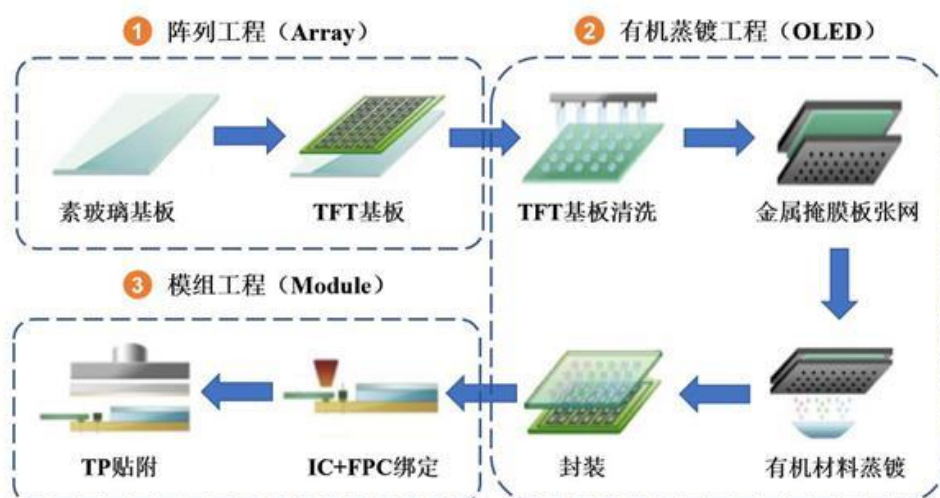 1 阵列工程（Array）
2 有机蒸镀工程（OLED）
素玻璃基板
TFT基板
TFT基板清洗
金属掩膜板张网
3 模组工程（Module）
TP贴附
IC+FPC绑定
封装
有机材料蒸镀